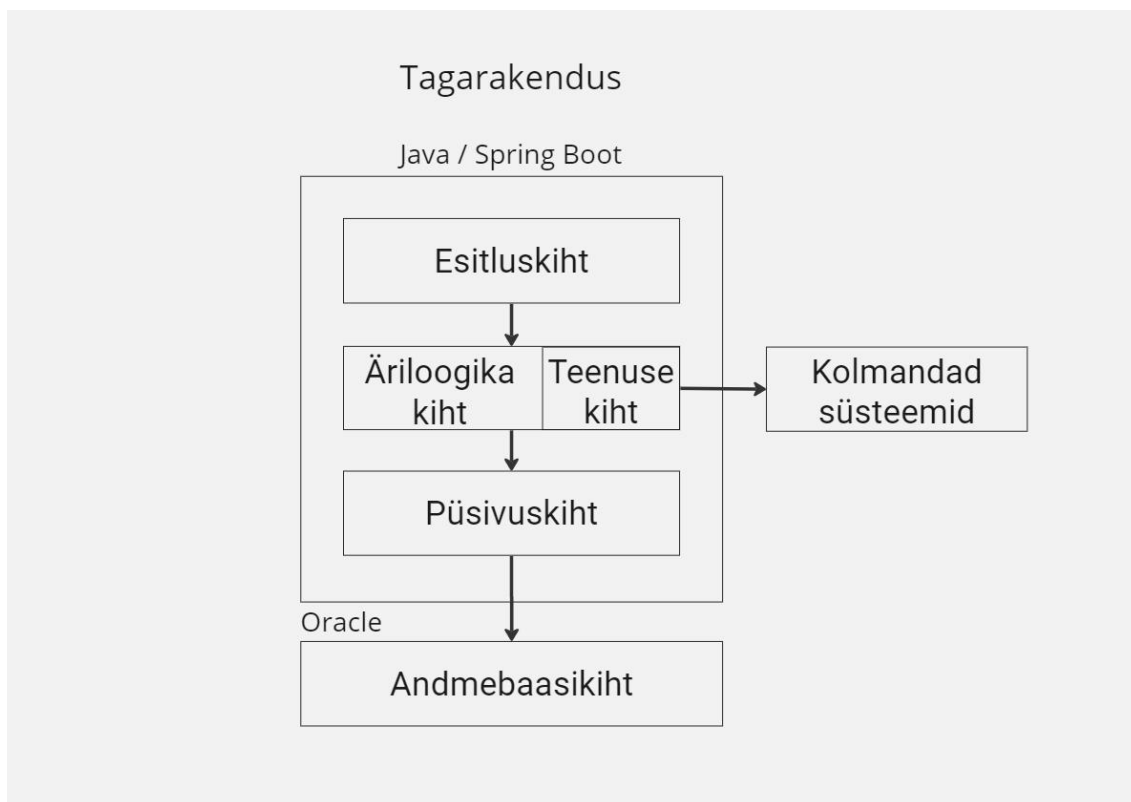 Tagarakendus
Java / Spring Boot
Esitluskiht
Äriloogika
kiht
Teenuse
kiht
Kolmandad
süsteemid
Püsivuskiht
Oracle
Andmebaasikiht